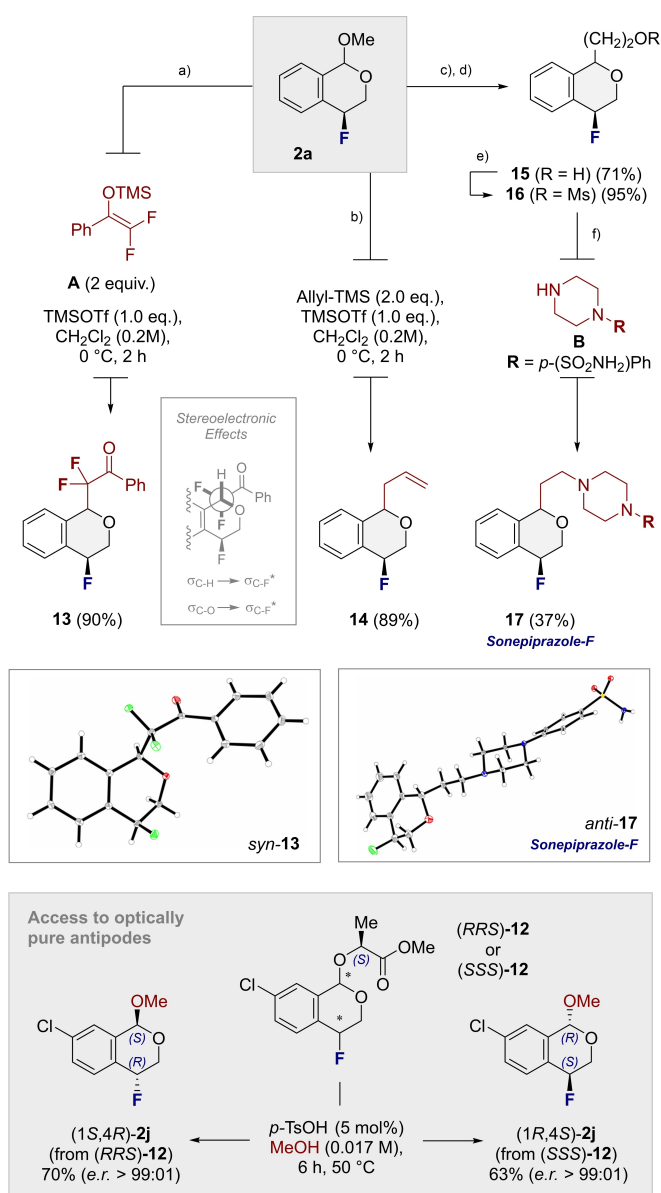 OMe
O
F
2a
a)
b)
c), d)
(CH₂)₂OR
O
F
15 (R = H) (71%)
16 (R = Ms) (95%)
e)
f)
OTMS
Ph
F
F
A (2 equiv.)
TMSOTf (1.0 eq.),
CH₂Cl₂ (0.2M),
0 °C, 2 h
Allyl-TMS (2.0 eq.),
TMSOTf (1.0 eq.),
CH₂Cl₂ (0.2M),
0 °C, 2 h
HN
N
R
B
R = p-(SO₂NH₂)Ph
F
F
O
Ph
O
F
13 (90%)
Stereoelectronic
Effects
H
O
F
Ph
O
F
F
σC-H → σC-F*
σC-O → σC-F*
O
F
14 (89%)
N
N
R
O
F
17 (37%)
Sonepiprazole-F
syn-13
anti-17
Sonepiprazole-F
Access to optically
pure antipodes
Me
O
(S)
OMe
O
*
Cl
O
*
F
(RRS)-12
or
(SSS)-12
OMe
Cl
(S)
O
(R)
F
(1S,4R)-2j
(from (RRS)-12)
70% (e.r. > 99:01)
p-TsOH (5 mol%)
MeOH (0.017 M),
6 h, 50 °C
OMe
Cl
(R)
O
(S)
F
(1R,4S)-2j
(from (SSS)-12)
63% (e.r. > 99:01)